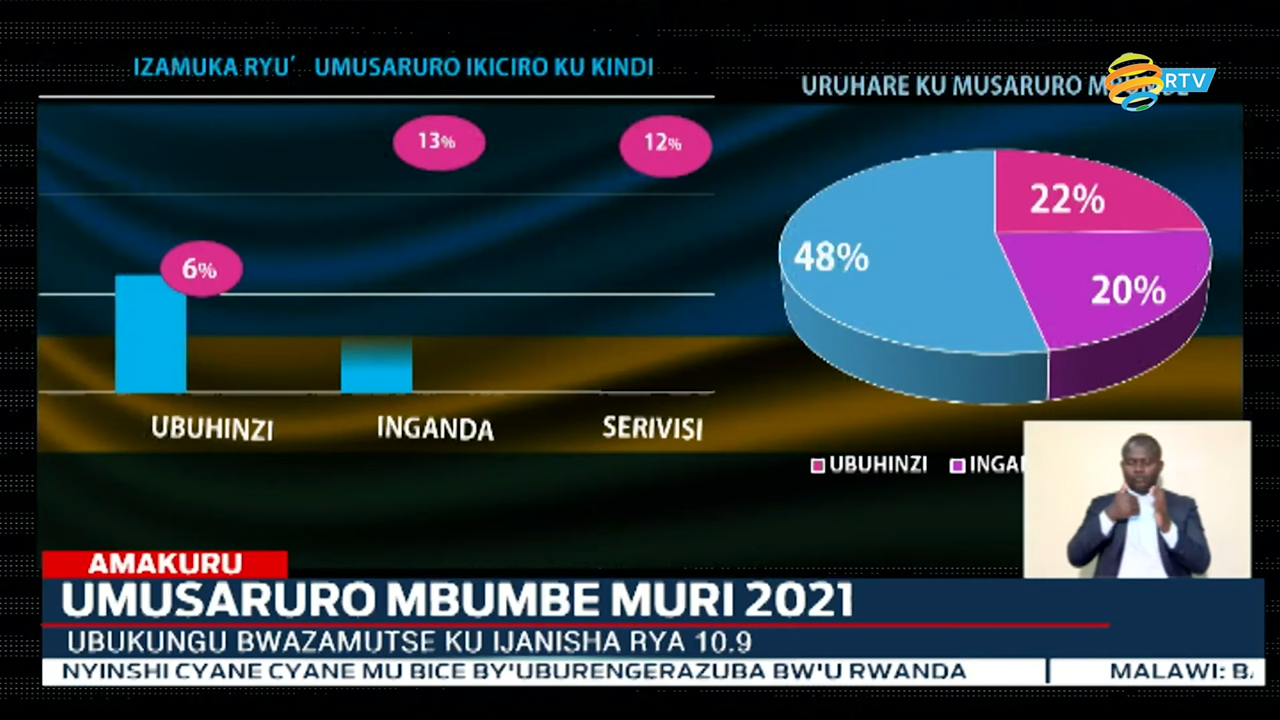 IZAMUKA RYU' UMUSARURO IKICIRO KU KINDI
13%
12%
6%
UBUHINZI INGANDA SERIVISI
RTV
URUHARE KU MUSARURO
22%
48%
20%
UBUHINZI
AMAKURU
UMUSARURO MBUMBE MURI 2021
UBUKUNGU BWAZAMUTSE KU IJANISHA RYA 10.9
NYINSHI CYANE CYANE MU BICE BY'UBURENGERAZUBA BW'U RWANDA MALAWI: